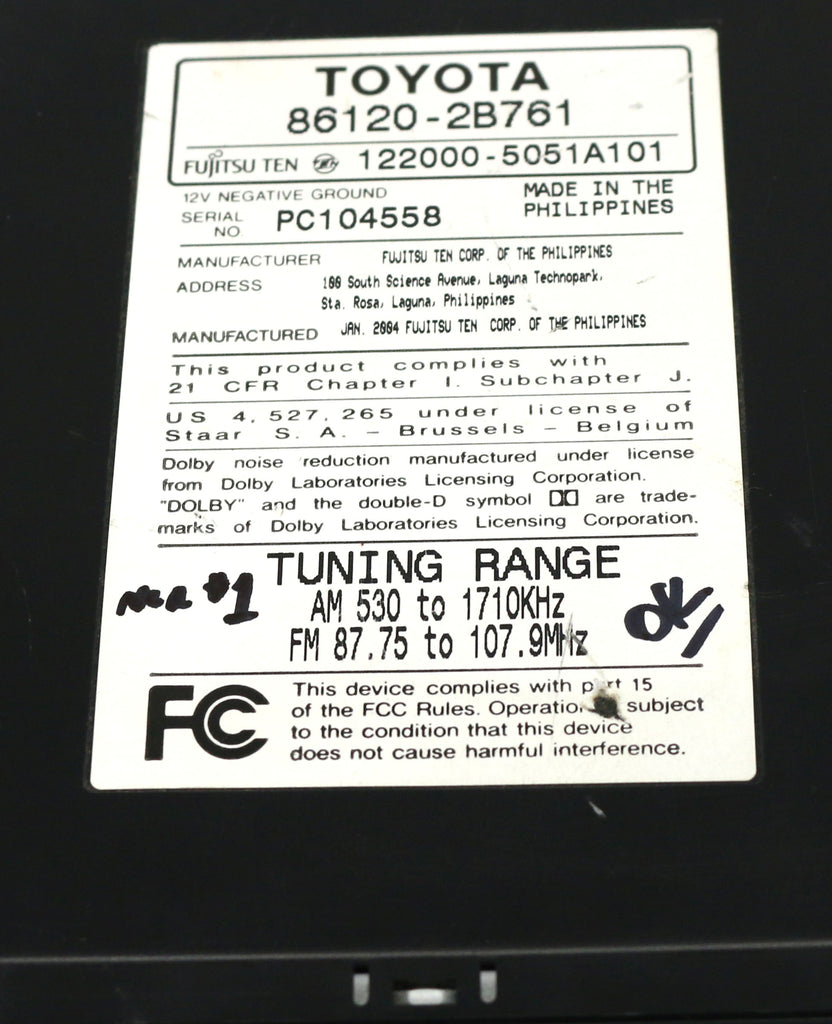 TOYOTA
86120-2B761
FUJITSU TEN TEN 122000-5051A101
12V NEGATIVE GROUND
SERIAL NO. PC104558
MADE IN THE
PHILIPPINES
MANUFACTURER FUJITSU TEN CORP. OF THE PHILIPPINES
ADDRESS 100 South Science Avenue, Laguna Technopark,
Sta. Rosa, Laguna, Philippines
MANUFACTURED JAN. 2004 FUJITSU TEN CORP. OF THE PHILIPPINES
This product complies with
21 CFR Chapter I. Subchapter J.
US 4,527,265 under license of
Staar S. A. – Brussels – Belgium
Dolby noise reduction manufactured under license
from Dolby Laboratories Licensing Corporation.
"DOLBY" and the double-D symbol are trade-
marks of Dolby Laboratories Licensing Corporation.
TUNING RANGE
AM 530 to 1710KHz
FM 87.75 to 107.9MHz
#1
OK
FC
This device complies with part 15
of the FCC Rules. Operation subject
to the condition that this device
does not cause harmful interference.